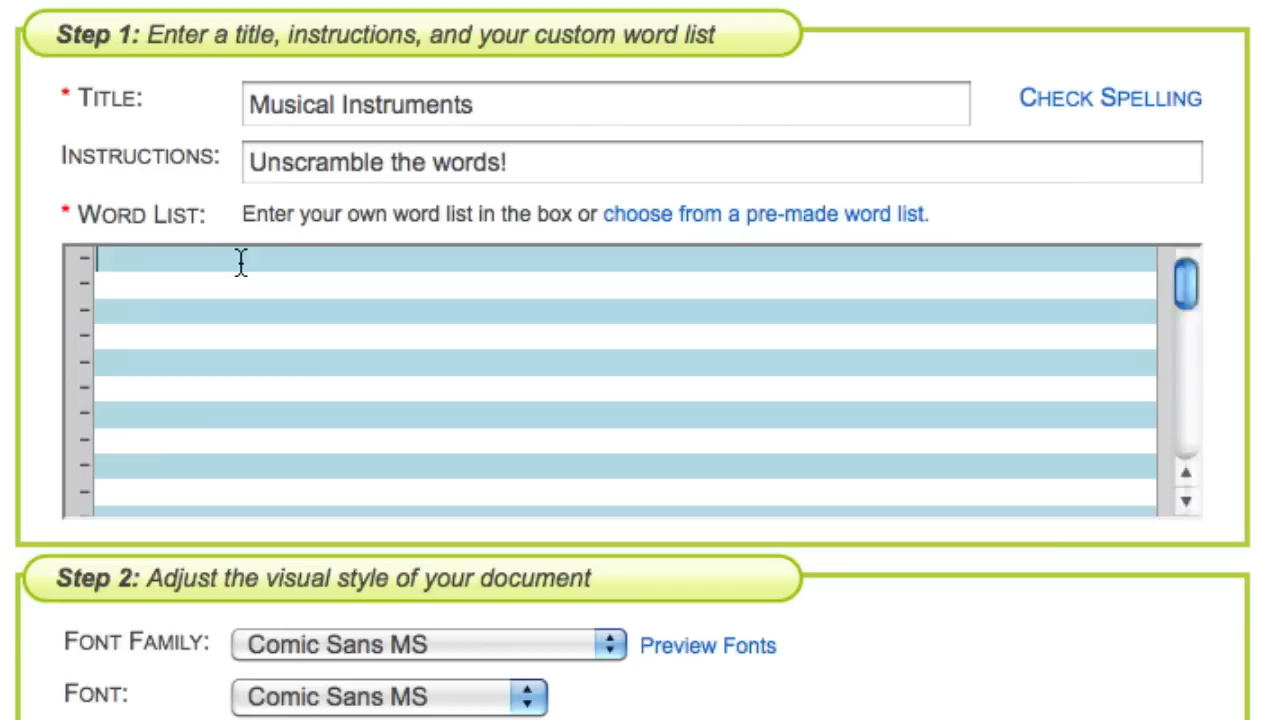 Step 1: Enter a title, instructions, and your custom word list
* TITLE: Musical Instruments CHECK SPELLING
INSTRUCTIONS: Unscramble the words!
* WORD LIST: Enter your own word list in the box or choose from a pre-made word list.
Step 2: Adjust the visual style of your document
FONT FAMILY: Comic Sans MS Preview Fonts
FONT: Comic Sans MS